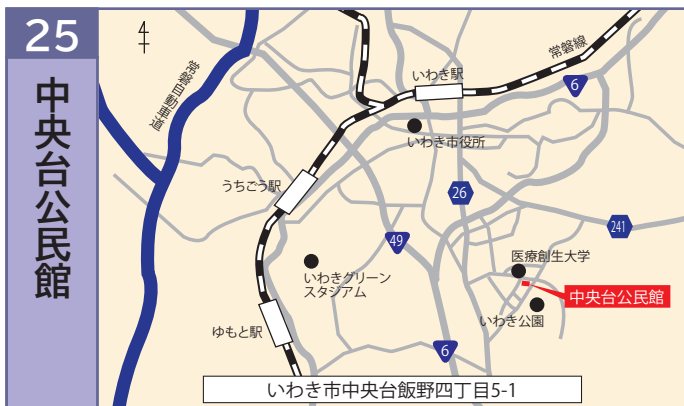 25
中央台公民館
4
常磐自動車道
いわき駅
常磐線
6
いわき市役所
うちごう駅
26
49
241
医療創生大学
いわきグリーン
スタジアム
中央台公民館
いわき公園
ゆもと駅
6
いわき市中央台飯野四丁目5-1